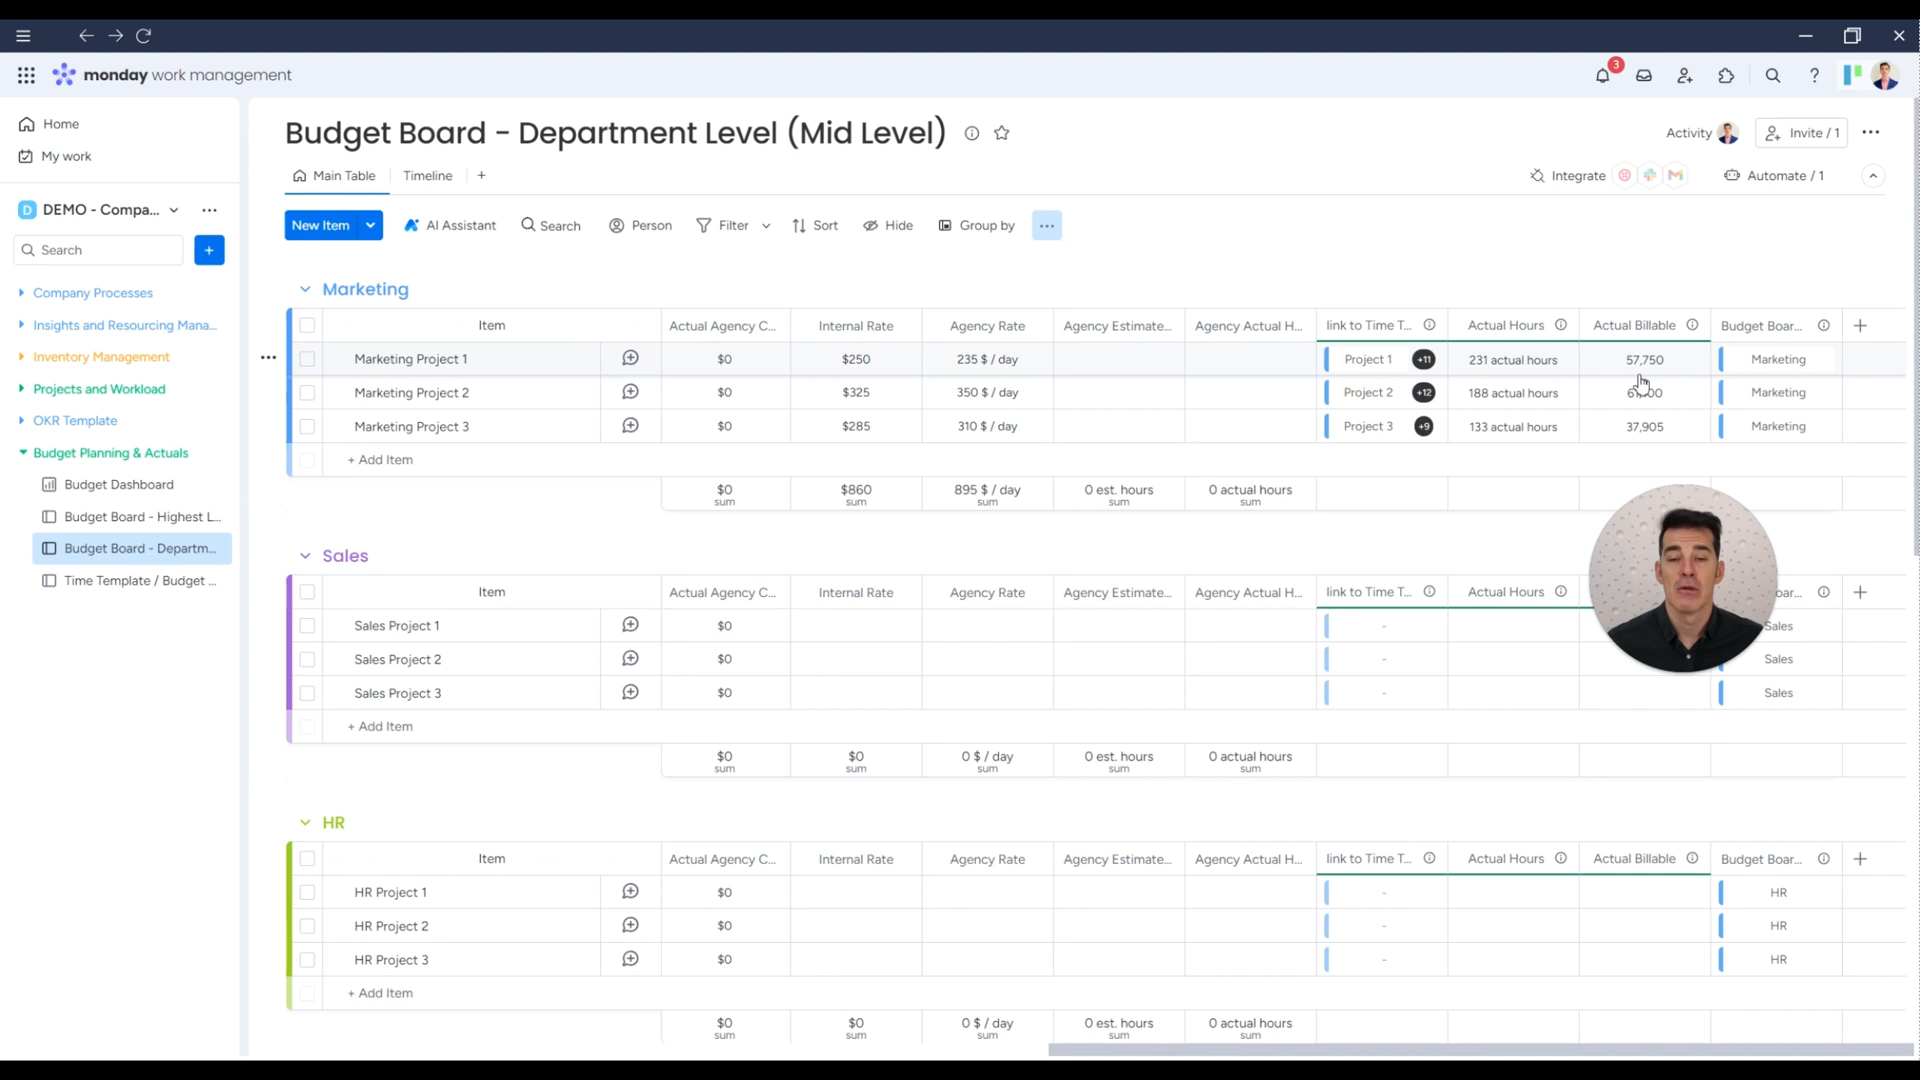 monday work management
3
Home
My work
DEMO - Compa...
Search
Company Processes
Insights and Resourcing Mana...
Inventory Management
Projects and Workload
OKR Template
Budget Planning & Actuals
Budget Dashboard
Budget Board - Highest L...
Budget Board - Departm...
Time Template / Budget ...
Budget Board - Department Level (Mid Level)
Activity
Invite / 1
Main Table
Timeline
Integrate
Automate / 1
New Item
AI Assistant
Search
Person
Filter
Sort
Hide
Group by
Marketing
Item Actual Agency C... Internal Rate Agency Rate Agency Estimate... Agency Actual H... link to Time T... Actual Hours Actual Billable Budget Boar...
Marketing Project 1 $0 $250 235 $ / day Project 1 +11 231 actual hours 57,750 Marketing
Marketing Project 2 $0 $325 350 $ / day Project 2 +12 188 actual hours Marketing
Marketing Project 3 $0 $285 310 $ / day Project 3 +9 133 actual hours 37,905 Marketing
+ Add Item
$0 $860 895 $ / day 0 est. hours 0 actual hours
sum sum sum sum sum
Sales
Item Actual Agency C... Internal Rate Agency Rate Agency Estimate... Agency Actual H... link to Time T... Actual Hours
Sales Project 1 $0 - Sales
Sales Project 2 $0 - Sales
Sales Project 3 $0 - Sales
+ Add Item
$0 $0 0 $ / day 0 est. hours 0 actual hours
sum sum sum sum sum
HR
Item Actual Agency C... Internal Rate Agency Rate Agency Estimate... Agency Actual H... link to Time T... Actual Hours Actual Billable Budget Boar...
HR Project 1 $0 - HR
HR Project 2 $0 - HR
HR Project 3 $0 - HR
+ Add Item
$0 $0 0 $ / day 0 est. hours 0 actual hours
sum sum sum sum sum